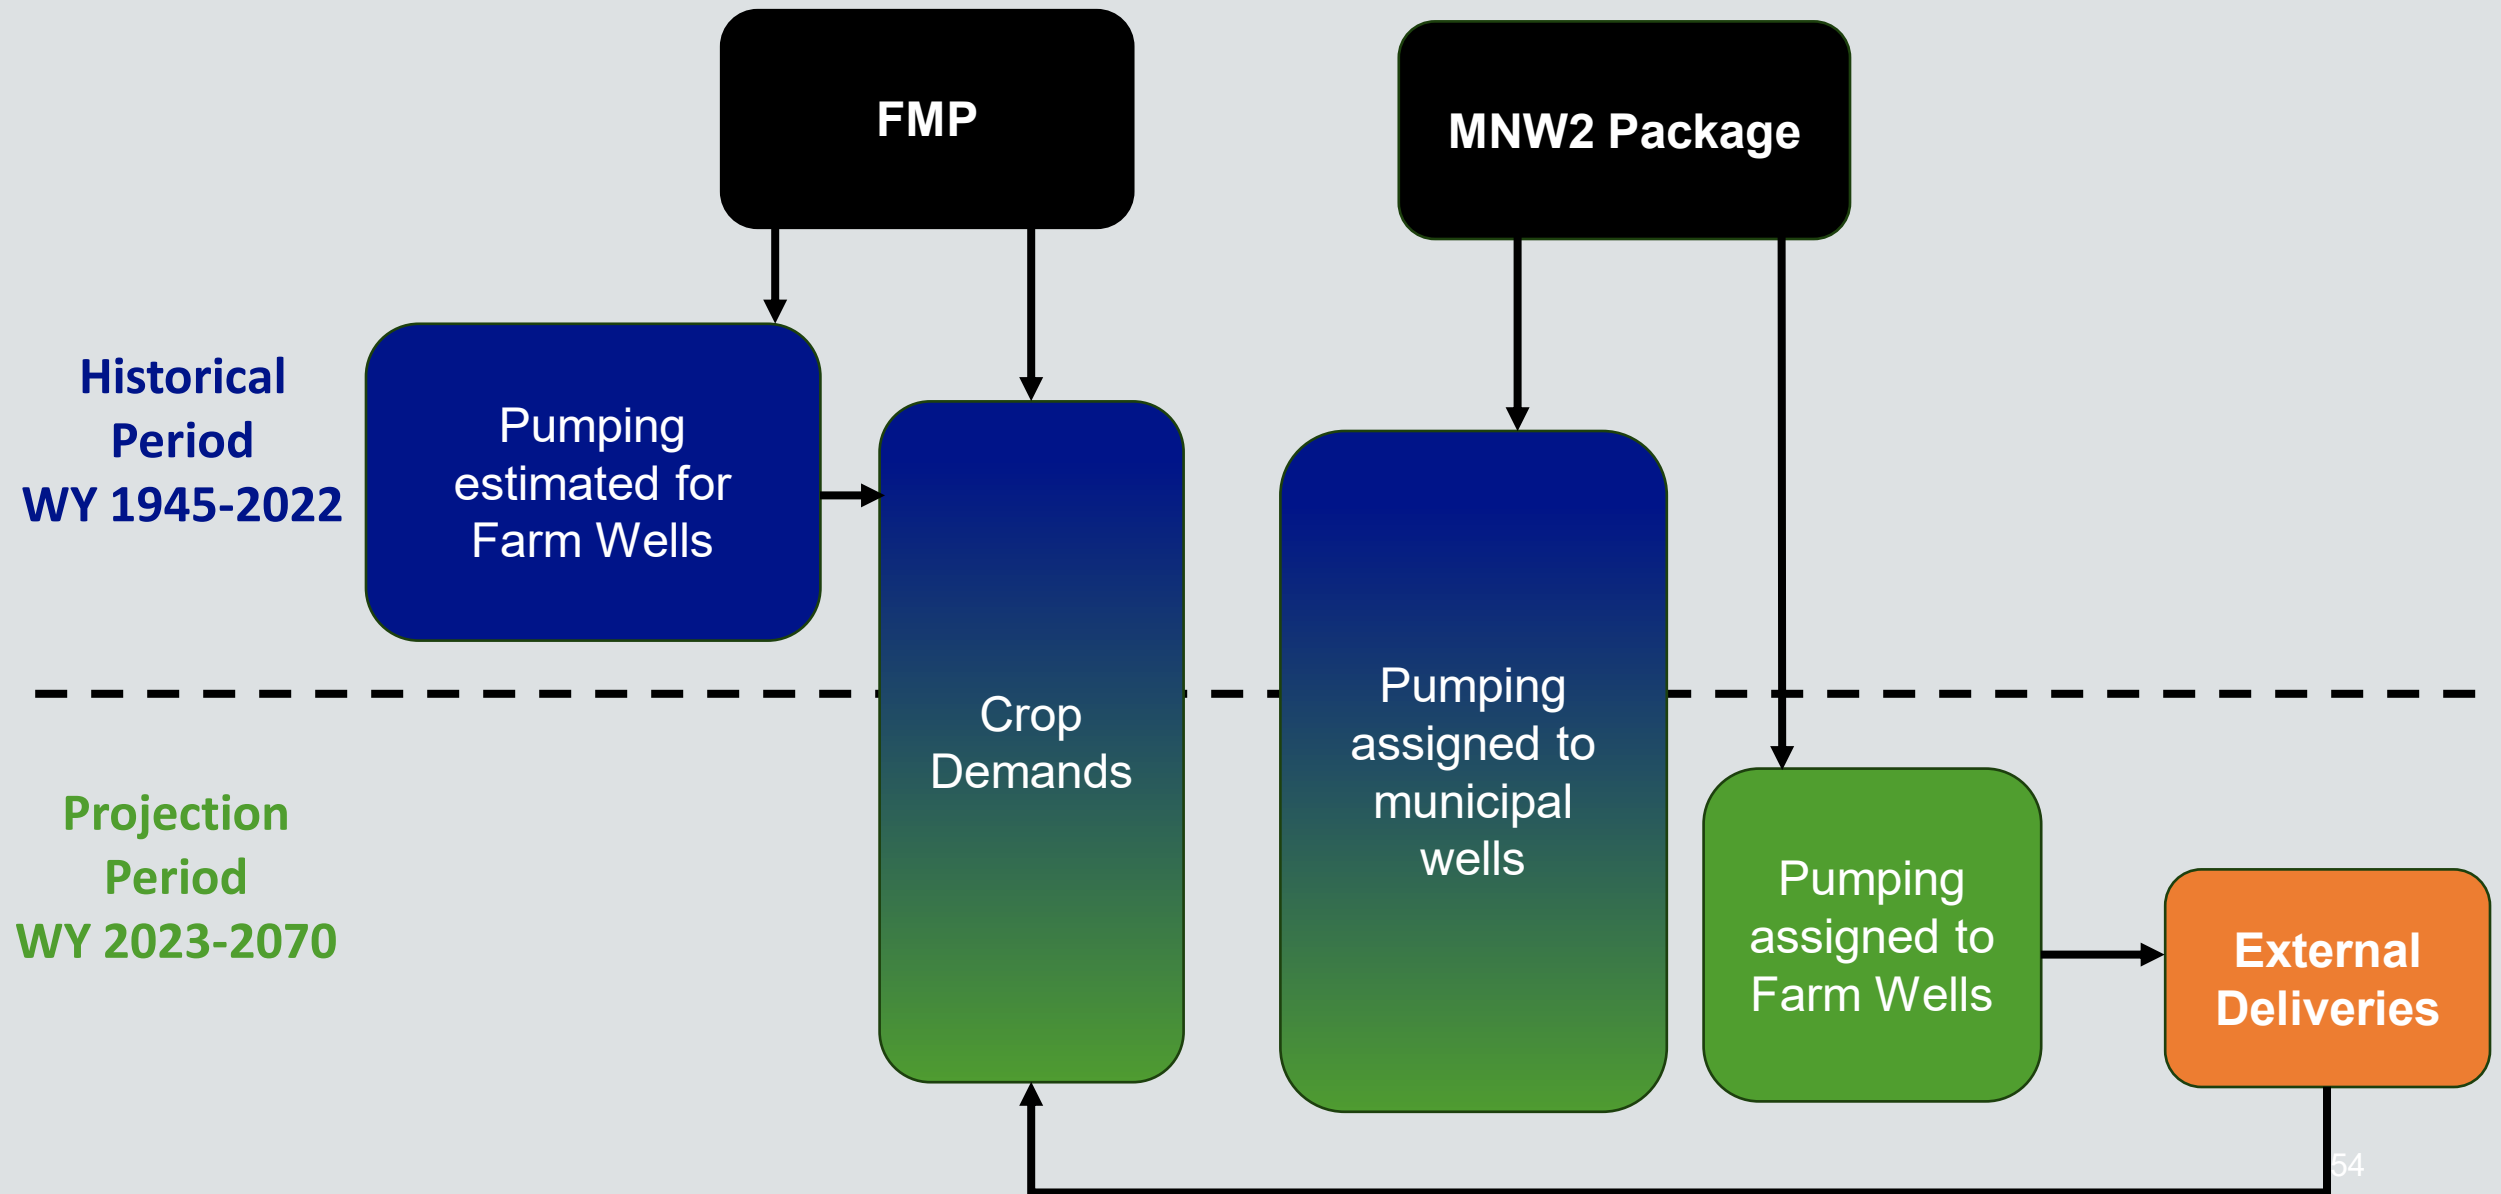 FMP
MNW2 Package
Historical
Period
WY 1945-2022
Pumping
estimated for
Farm Wells
Crop
Demands
Pumping
assigned to
municipal
wells
Projection
Period
WY 2023-2070
Pumping
assigned to
Farm Wells
External
Deliveries
54